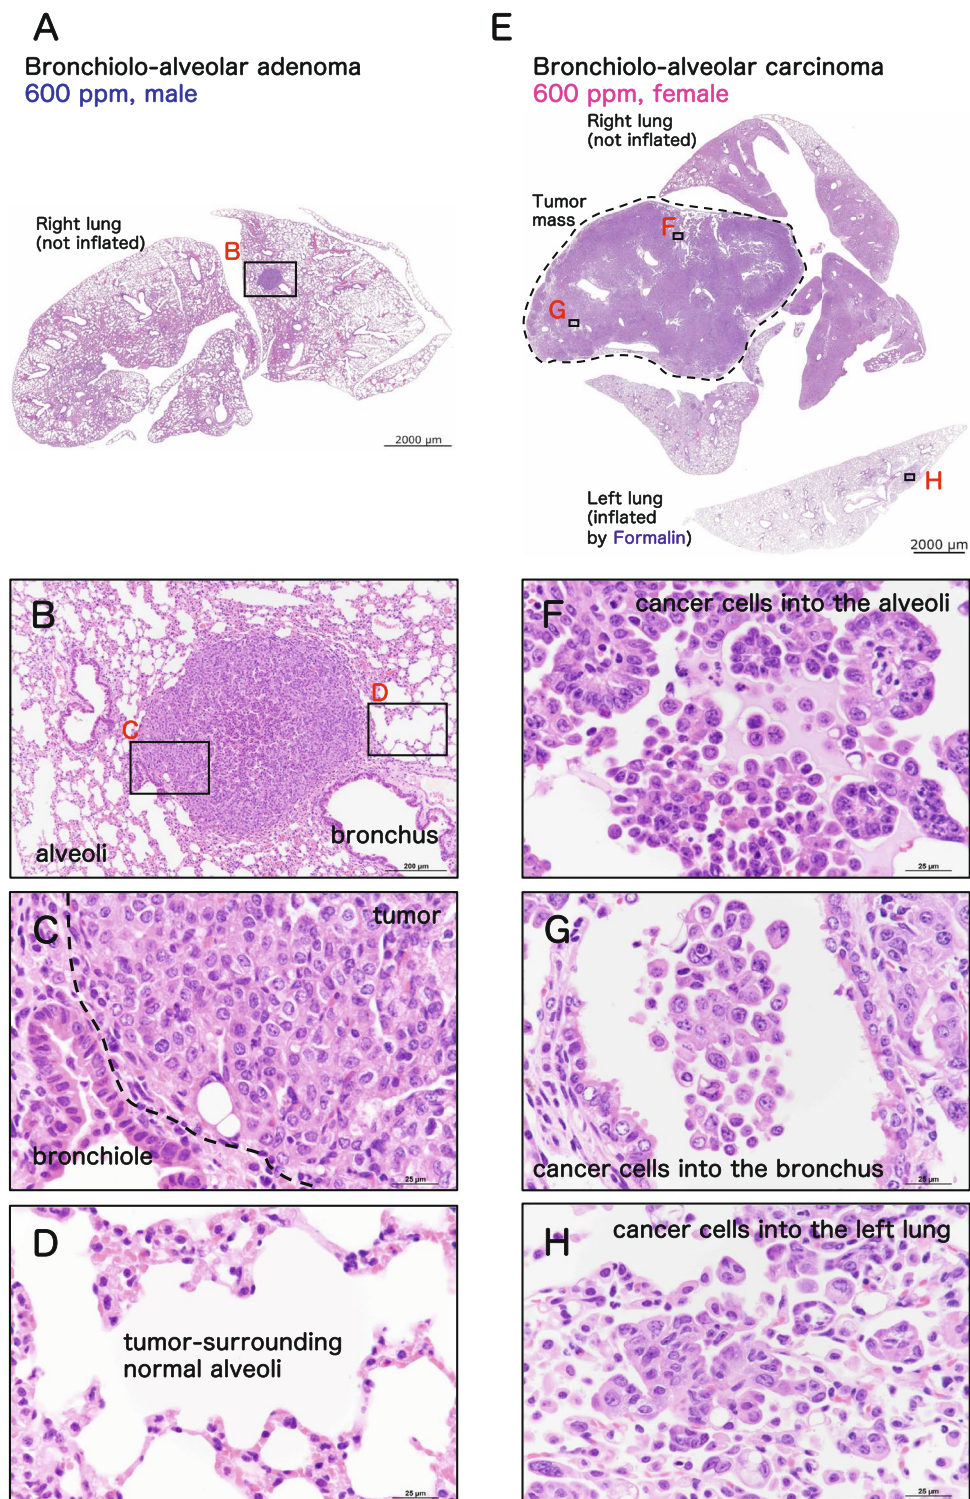 A
Bronchiolo-alveolar adenoma
600 ppm, male
Right lung
(not inflated)
B
2000 µm
E
Bronchiolo-alveolar carcinoma
600 ppm, female
Right lung
(not inflated)
Tumor
mass
F
G
H
Left lung
(inflated
by Formalin)
2000 µm
B
C
D
alveoli
bronchus
200 µm
C
tumor
bronchiole
25 µm
D
tumor-surrounding
normal alveoli
25 µm
F
cancer cells into the alveoli
25 µm
G
cancer cells into the bronchus
25 µm
H
cancer cells into the left lung
25 µm